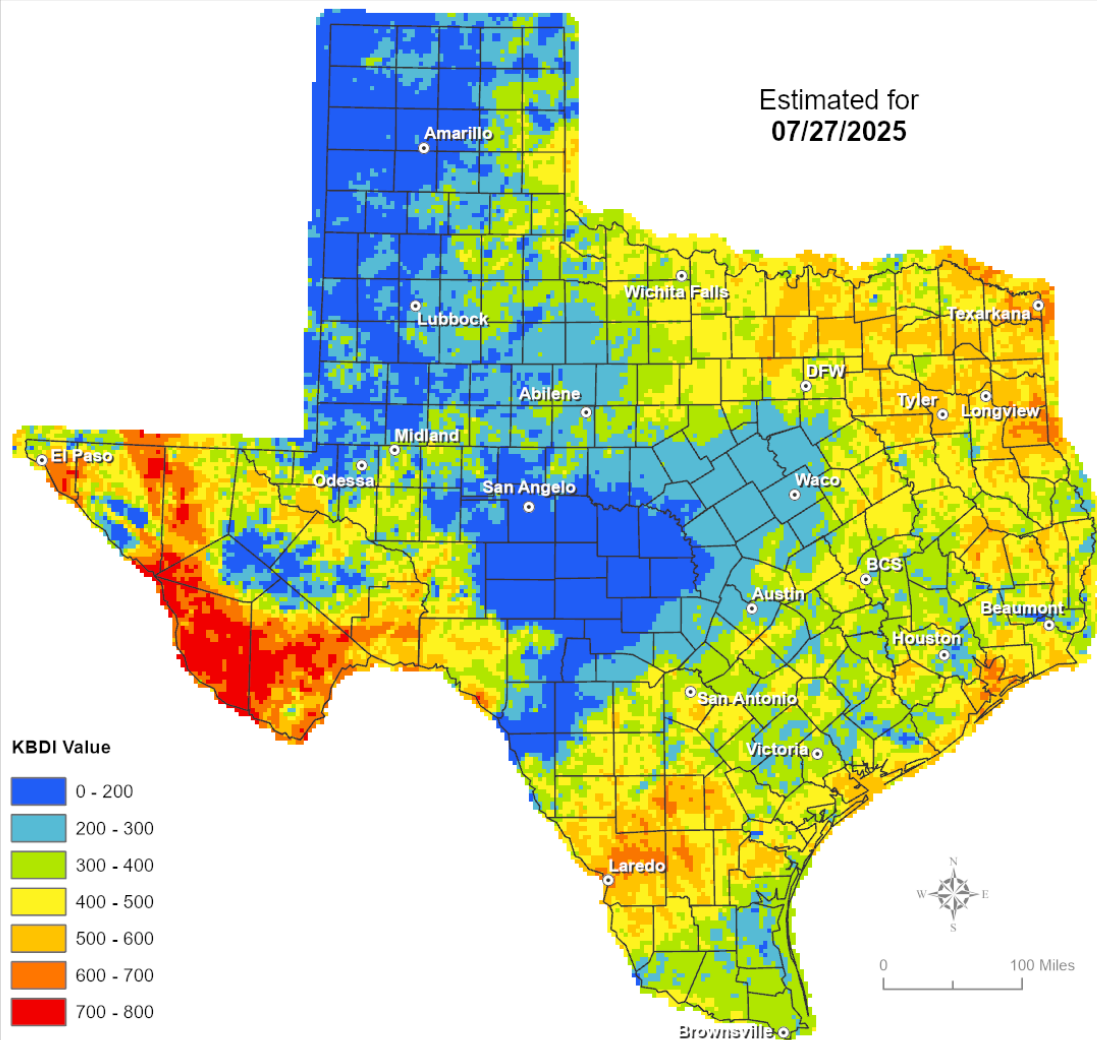 Estimated for
07/27/2025
Amarillo
Wichita Falls
Lubbock
Texarkana
DFW
Abilene
Tyler
Longview
Midland
El Paso
Odessa
San Angelo
Waco
BCS
Austin
Beaumont
Houston
San Antonio
Victoria
Laredo
Brownsville
KBDI Value
0 - 200
200 - 300
300 - 400
400 - 500
500 - 600
600 - 700
700 - 800
N
W E
S
0 100 Miles